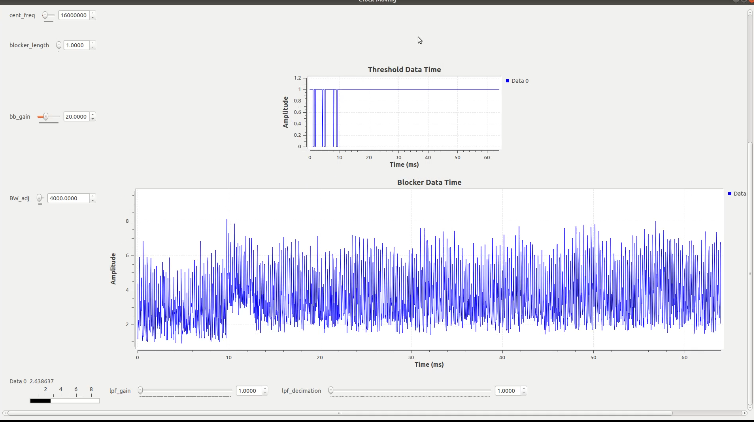 Clock Moving
cent_freq 16000000
blocker_length 1.0000
Threshold Data Time
Data 0
Amplitude
1.2
1
0.8
0.6
0.4
0.2
0
0 10 20 30 40 50 60
Time (ms)
bb_gain 20.0000
BW_adj 4000.0000
Blocker Data Time
Data
Amplitude
8
6
4
2
0 10 20 30 40 50 60
Time (ms)
Data 0 2.038637
2 4 6 8
lpf_gain 1.0000 lpf_decimation 1.0000